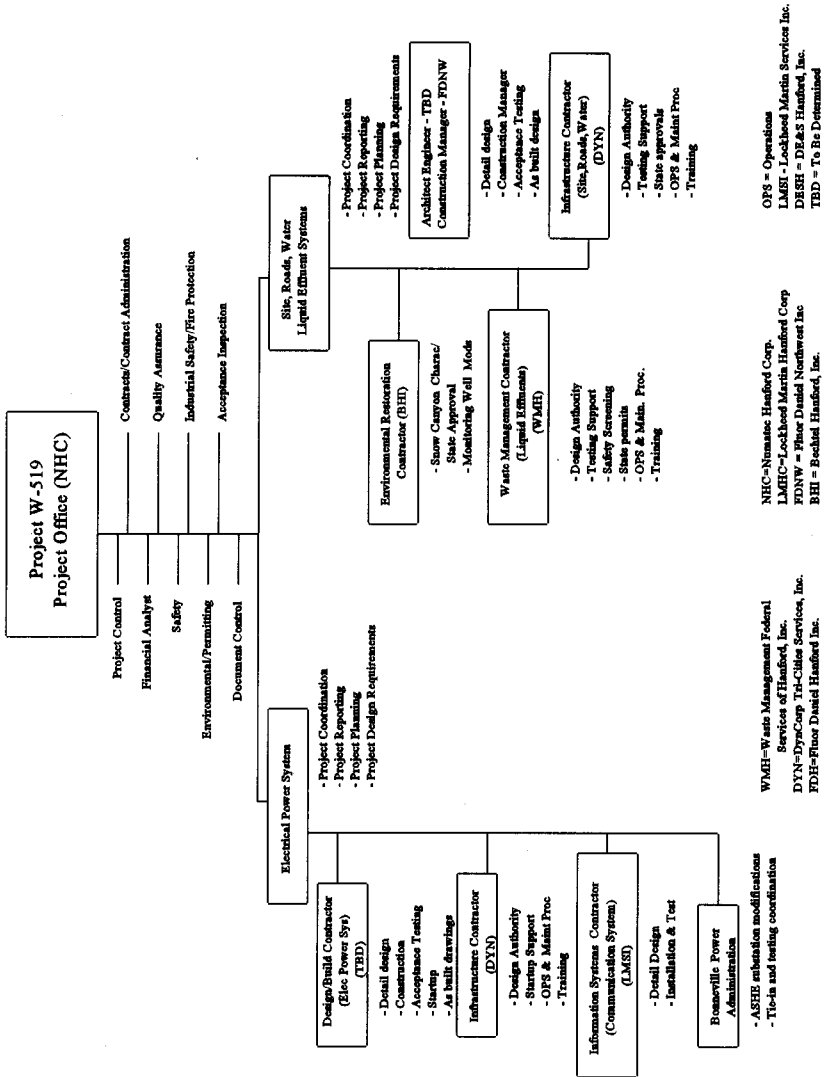 Project W-519
Project Office (NHC)
Project Control
Contracts/Contract Administration
Financial Analyst
Quality Assurance
Safety
Industrial Safety/Fire Protection
Environmental/Permitting
Acceptance Inspection
Document Control
Electrical Power System
- Project Coordination
- Project Reporting
- Project Planning
- Project Design Requirements
Design/Build Contractor
(Elec Power Sys)
(TBD)
- Detail design
- Construction
- Acceptance Testing
- Startup
- As built drawings
Infrastructure Contractor
(DYN)
- Design Authority
- Startup Support
- OPS & Maint Proc
- Training
Information Systems Contractor
(Communication System)
(LMSI)
- Detail Design
- Installation & Test
Bonneville Power
Administration
- ASHE substation modifications
- Tie-in and testing coordination
Site, Roads, Water
Liquid Effluent Systems
- Project Coordination
- Project Reporting
- Project Planning
- Project Design Requirements
Environmental Restoration
Contractor (BHI)
- Snow Canyon Charac/
State Approval
- Monitoring Well Mods
Architect Engineer - TBD
Construction Manager - FDNW
- Detail design
- Construction Manager
- Acceptance Testing
- As built design
Waste Management Contractor
(Liquid Effluents)
(WMH)
- Design Authority
- Testing Support
- Safety Screening
- State permits
- OPS & Main. Proc.
- Training
Infrastructure Contractor
(Site,Roads,Water)
(DYN)
- Design Authority
- Testing Support
- State approvals
- OPS & Maint Proc
- Training
WMH=Waste Management Federal
Services of Hanford, Inc.
DYN=DynCorp Tri-Cities Services, Inc.
FDH=Fluor Daniel Hanford Inc.
NHC=Numatec Hanford Corp.
LMHC=Lockheed Martin Hanford Corp
FDNW = Fluor Daniel Northwest Inc
BHI = Bechtel Hanford, Inc.
OPS = Operations
LMSI - Lockheed Martin Services Inc.
DESH = DE&S Hanford, Inc.
TBD = To Be Determined